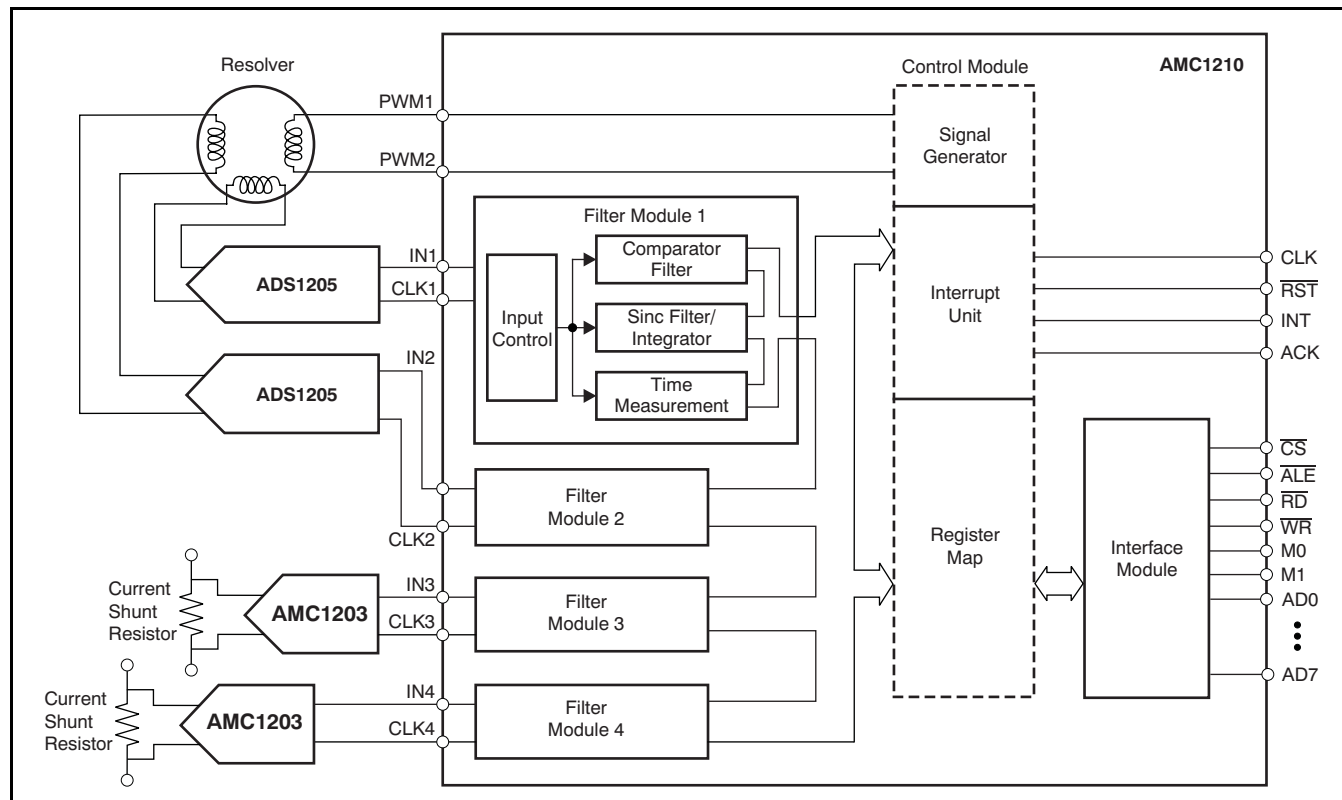 AMC1210
Resolver
Control Module
PWM1
Signal
Generator
PWM2
Filter Module 1
Comparator
Filter
IN1
ADS1205
CLK1
Input
Control
Sinc Filter/
Integrator
Interrupt
Unit
CLK
RST
INT
ACK
IN2
ADS1205
Time
Measurement
CS
ALE
RD
WR
M0
M1
AD0
AD7
Filter
Module 2
CLK2
Register
Map
Interface
Module
Current
Shunt
Resistor
AMC1203
IN3
CLK3
Filter
Module 3
Current
Shunt
Resistor
AMC1203
IN4
CLK4
Filter
Module 4